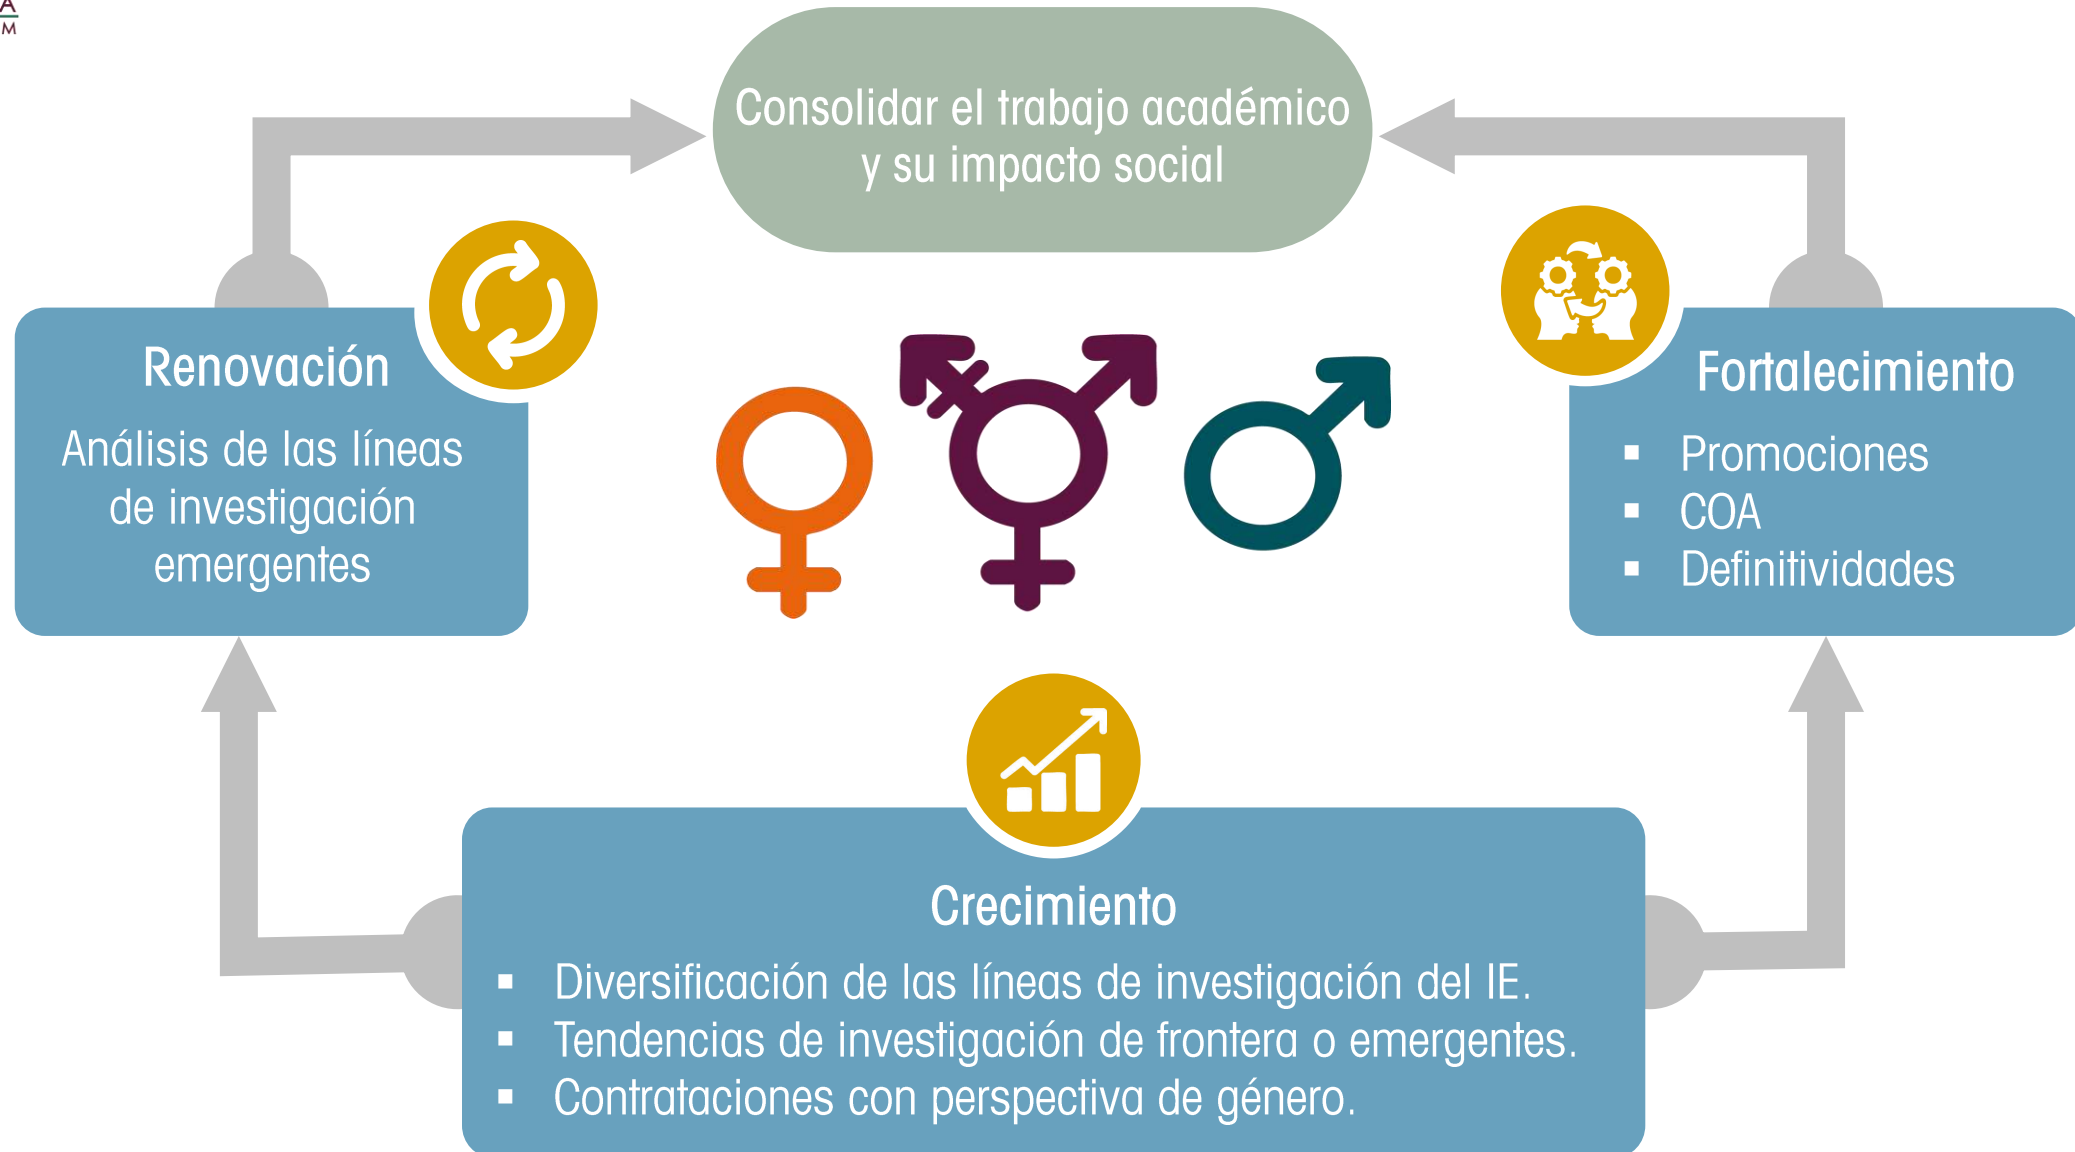 A
M
Consolidar el trabajo académico
y su impacto social
Renovación
Análisis de las líneas
de investigación
emergentes
Fortalecimiento
▪ Promociones
▪ COA
▪ Definitividades
Crecimiento
▪ Diversificación de las líneas de investigación del IE.
▪ Tendencias de investigación de frontera o emergentes.
▪ Contrataciones con perspectiva de género.